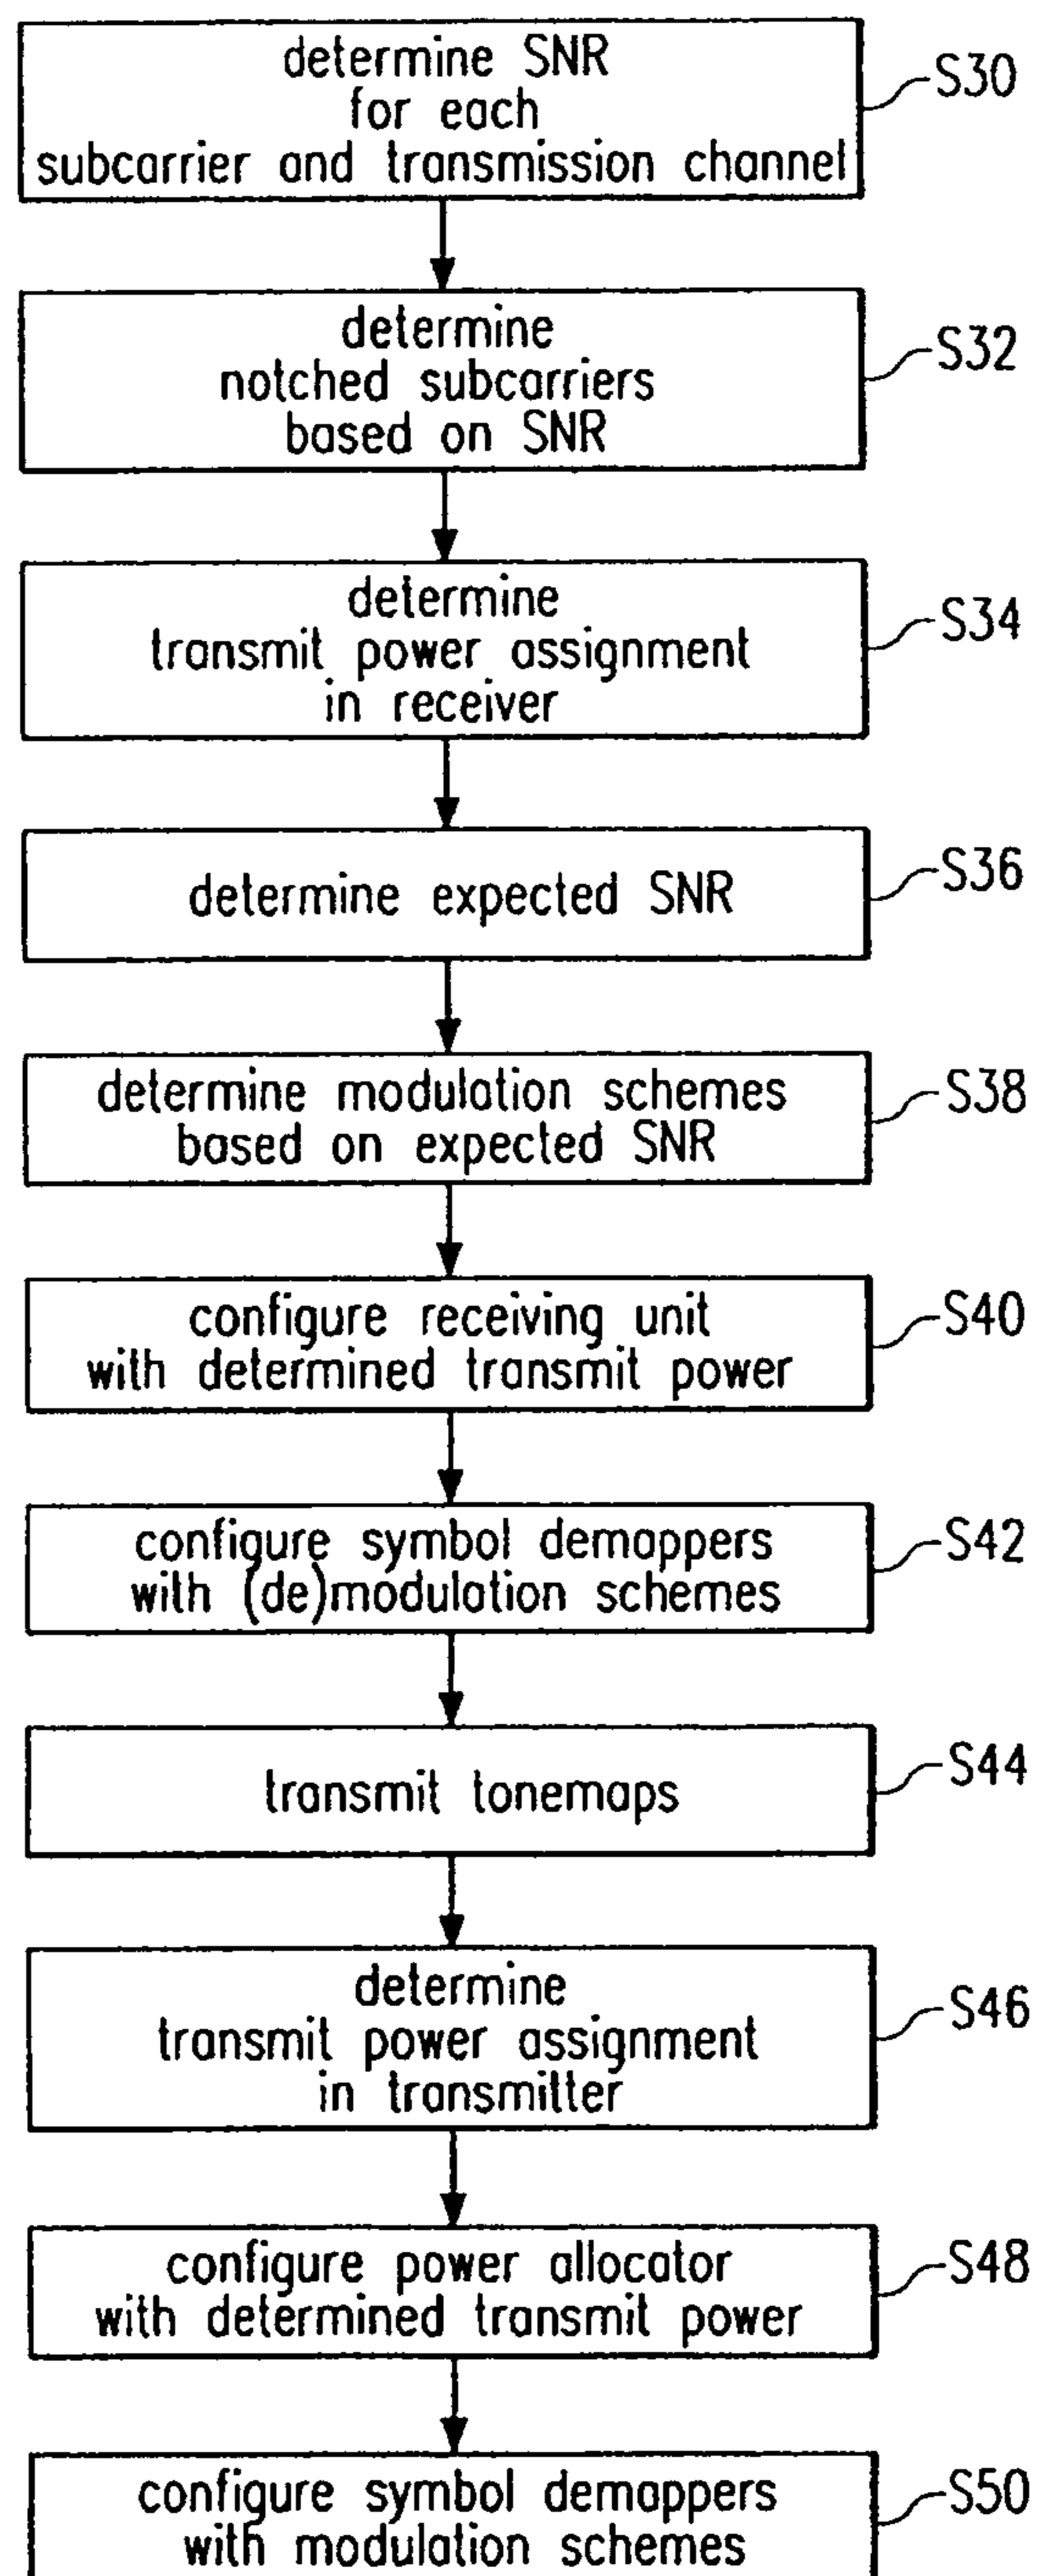 determine SNR
for each
subcarrier and transmission channel
S30
determine
notched subcarriers
based on SNR
S32
determine
transmit power assignment
in receiver
S34
determine expected SNR
S36
determine modulation schemes
based on expected SNR
S38
configure receiving unit
with determined transmit power
S40
configure symbol demappers
with (de)modulation schemes
S42
transmit tonemaps
S44
determine
transmit power assignment
in transmitter
S46
configure power allocator
with determined transmit power
S48
configure symbol demappers
with modulation schemes
S50